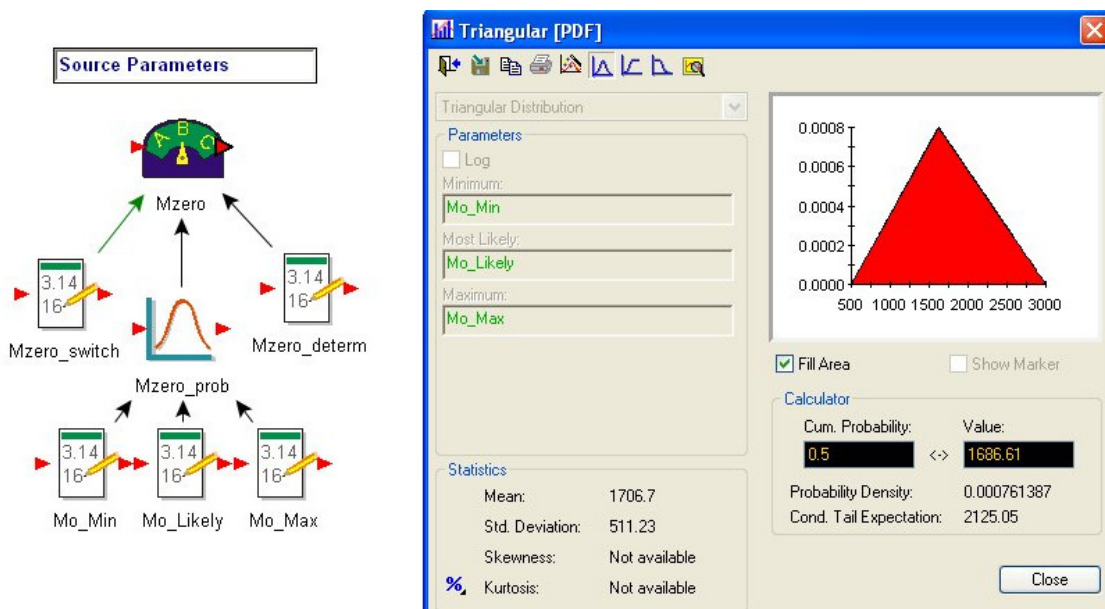 Source Parameters
A B C
Mzero
3.14
16
Mzero_switch
3.14
16
Mzero_determ
Mzero_prob
3.14
16
Mo_Min
3.14
16
Mo_Likely
3.14
16
Mo_Max
Triangular [PDF]
Triangular Distribution
Parameters
Log
Minimum:
Mo_Min
Most Likely:
Mo_Likely
Maximum:
Mo_Max
Statistics
Mean: 1706.7
Std. Deviation: 511.23
Skewness: Not available
%
Kurtosis: Not available
0.0008
0.0006
0.0004
0.0002
0.0000
500 1000 1500 2000 2500 3000
Fill Area
Show Marker
Calculator
Cum. Probability: Value:
0.5 <-> 1686.61
Probability Density: 0.000761387
Cond. Tail Expectation: 2125.05
Close